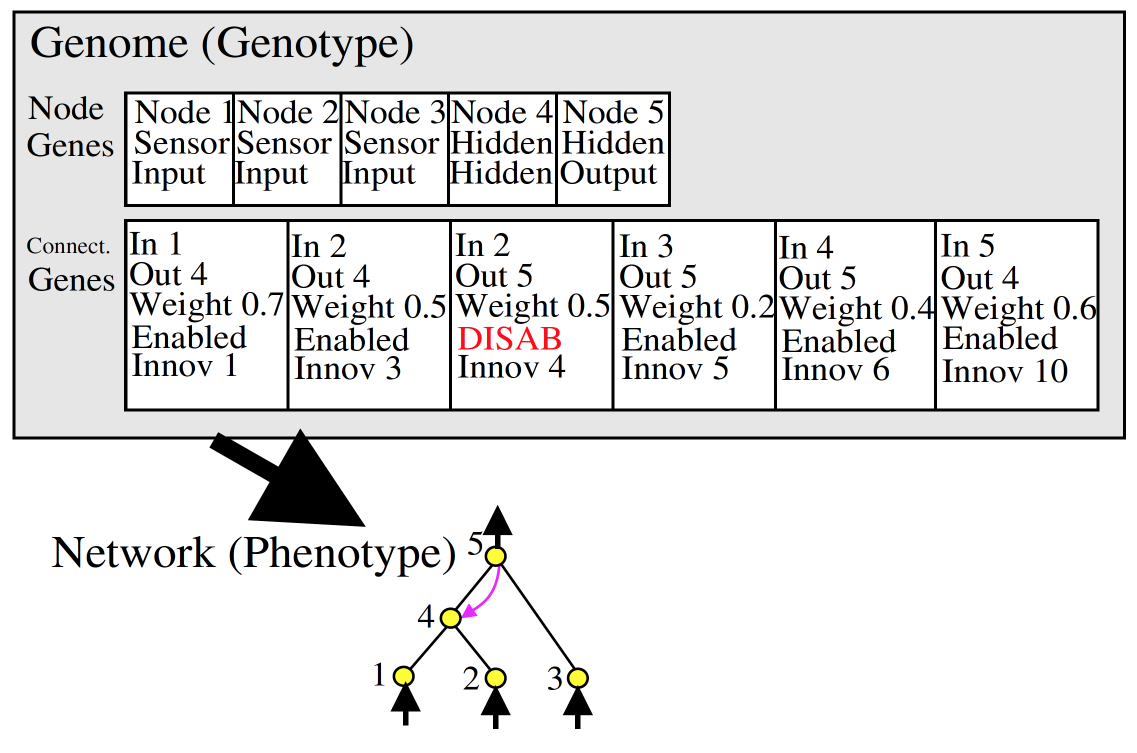 Genome (Genotype)
Node
Genes
Node 1
Sensor
Input
Node 2
Sensor
Input
Node 3
Sensor
Input
Node 4
Hidden
Hidden
Node 5
Hidden
Output
Connect.
Genes
In 1
Out 4
Weight 0.7
Enabled
Innov 1
In 2
Out 4
Weight 0.5
Enabled
Innov 3
In 2
Out 5
Weight 0.5
DISAB
Innov 4
In 3
Out 5
Weight 0.2
Enabled
Innov 5
In 4
Out 5
Weight 0.4
Enabled
Innov 6
In 5
Out 4
Weight 0.6
Enabled
Innov 10
Network (Phenotype)
5
4
1
2
3